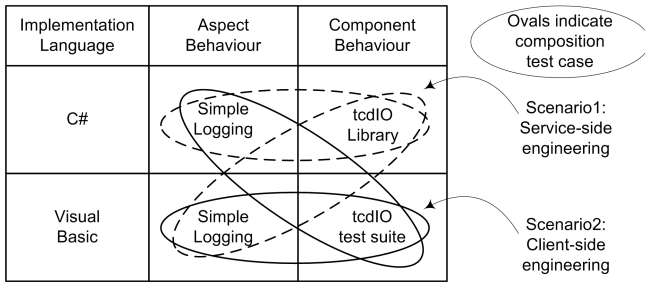 Implementation
Language
Aspect
Behaviour
Component
Behaviour
Ovals indicate
composition
test case
C#
Simple
Logging
tcdIO
Library
Scenario1:
Service-side
engineering
Visual
Basic
Simple
Logging
tcdIO
test suite
Scenario2:
Client-side
engineering